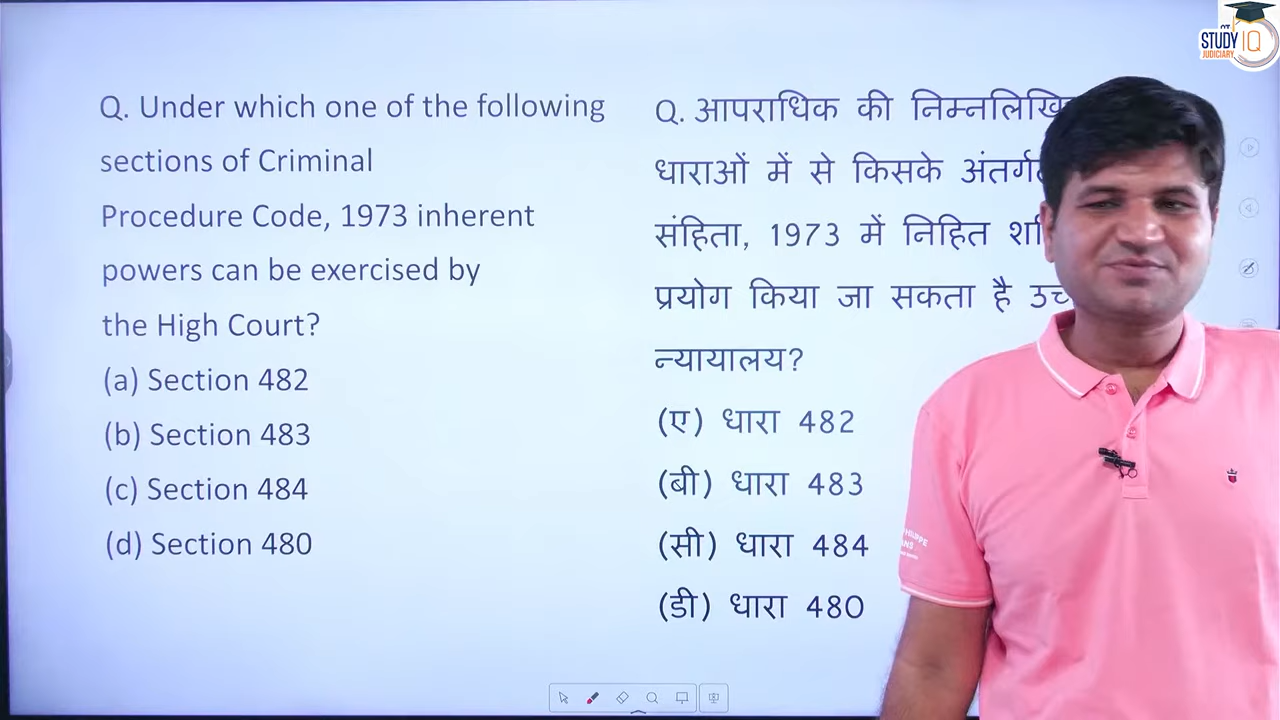 STUDY IQ
JUDICIARY
Q. Under which one of the following
sections of Criminal
Procedure Code, 1973 inherent
powers can be exercised by
the High Court?
(a) Section 482
(b) Section 483
(c) Section 484
(d) Section 480
Q. आपराधिक की
धाराओं में से किसके
संहिता, 1973 में निहित
प्रयोग किया जा सकता है
न्यायालय?
(ए) धारा 482
(बी) धारा 483
(सी) धारा 484
(डी) धारा 480